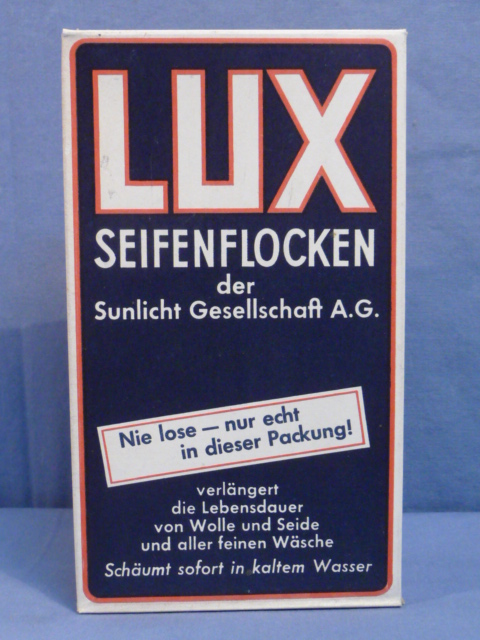 LUX
SEIFENFLOCKEN
der
Sunlicht Gesellschaft A.G.
Nie lose — nur echt
in dieser Packung!
verlängert
die Lebensdauer
von Wolle und Seide
und aller feinen Wäsche
Schäumt sofort in kaltem Wasser